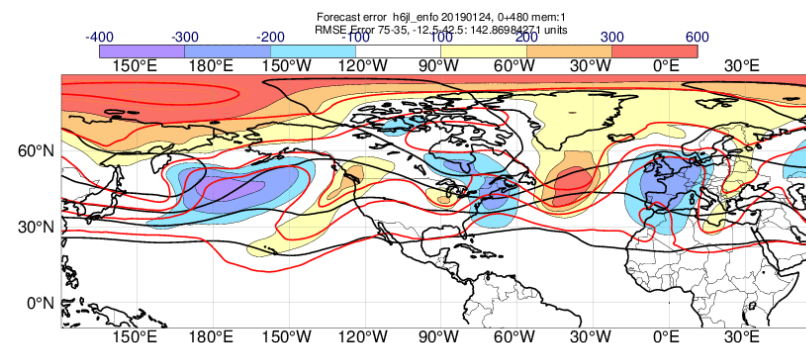 Forecast error h6jl_enfo 20190124, 0+480 mem:1
RMSE Error 75-35, -12.5-42.5: 142.86984271 units
-400 -300 -200 -100 100 200 300 600
150°E 180°E 150°W 120°W 90°W 60°W 30°W 0°E 30°E
60°N
30°N
0°N
150°E 180°E 150°W 120°W 90°W 60°W 30°W 0°E 30°E